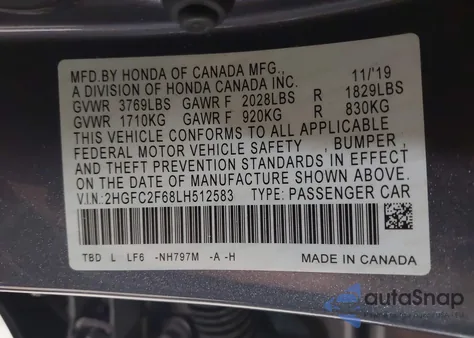 MFD.BY HONDA OF CANADA MFG., 11/'19
A DIVISION OF HONDA CANADA INC.
GVWR 3769LBS GAWR F 2028LBS R 1829LBS
GVWR 1710KG GAWR F 920KG R 830KG
THIS VEHICLE CONFORMS TO ALL APPLICABLE
FEDERAL MOTOR VEHICLE SAFETY , BUMPER ,
AND THEFT PREVENTION STANDARDS IN EFFECT
ON THE DATE OF MANUFACTURE SHOWN ABOVE.
V.I.N: 2HGFC2F68LH512583 TYPE: PASSENGER CAR
TBD L LF6 -NH797M -A -H MADE IN CANADA
autoSnap